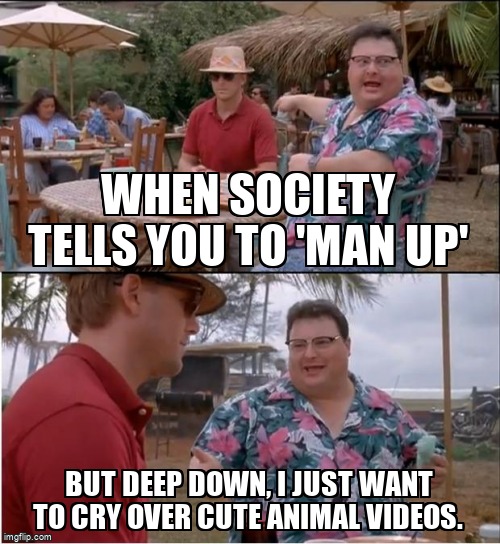 WHEN SOCIETY
TELLS YOU TO 'MAN UP'
BUT DEEP DOWN, I JUST WANT
TO CRY OVER CUTE ANIMAL VIDEOS.
imgflip.com